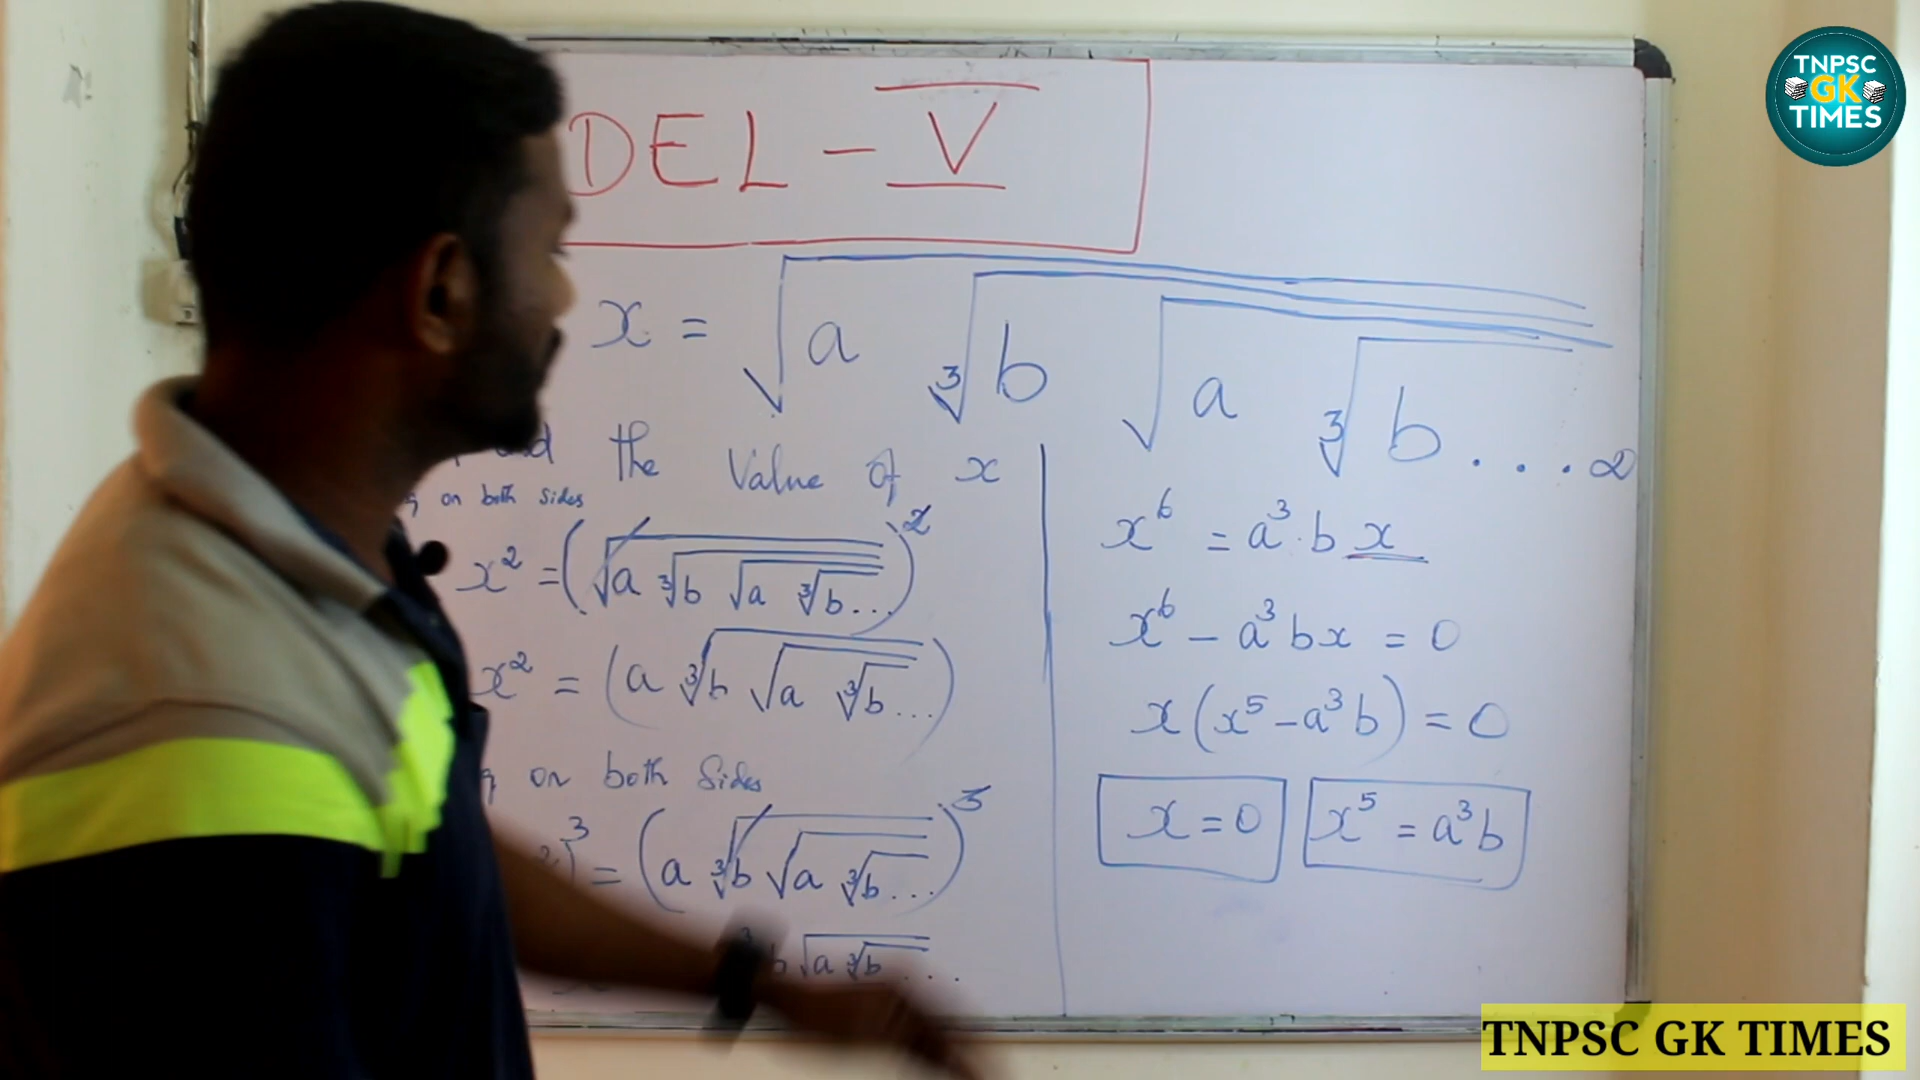 TNPSC
GK
TIMES
DEL - V
x = √a ∛b √a ∛b . . . . ∞
the Value of x
on both sides
x² = (√a ∛b √a ∛b...)²
x² = (a ∛b √a ∛b...)
on both Sides
)³ = (a ∛b √a ∛b...)³
b √a ∛b ....
x⁶ = a³.b x
x⁶ - a³bx = 0
x(x⁵ - a³b) = 0
x = 0 x⁵ = a³b
TNPSC GK TIMES